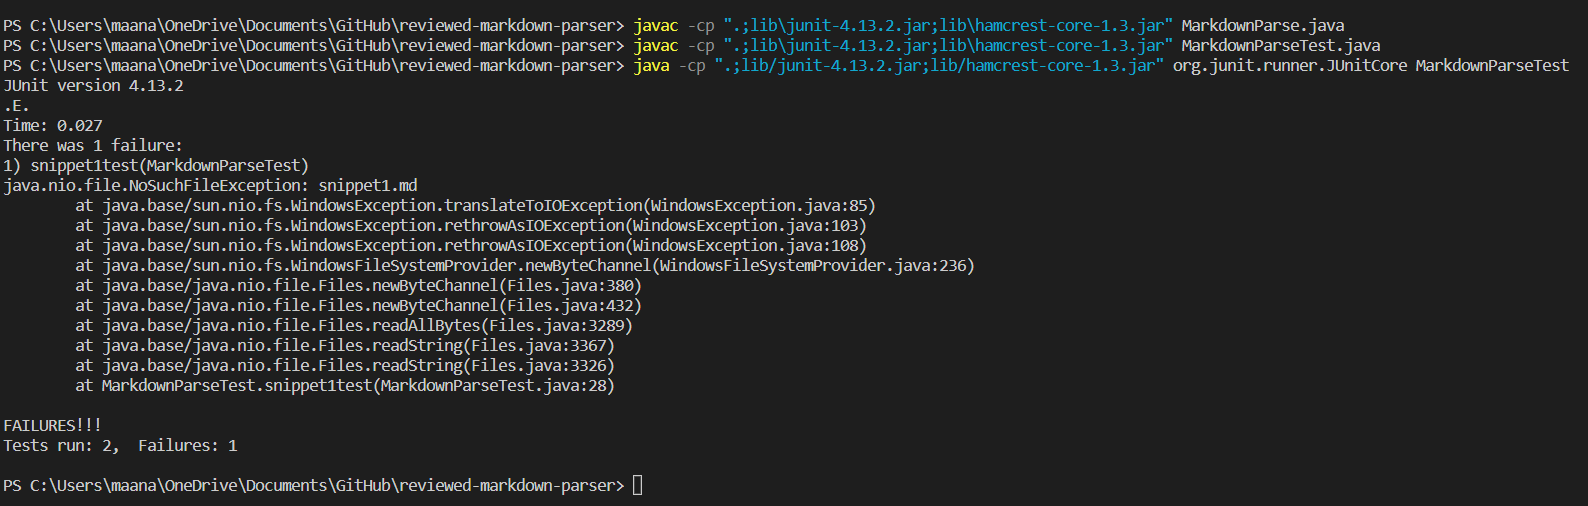 PS C:\Users\maana\OneDrive\Documents\GitHub\reviewed-markdown-parser> javac -cp ".;lib\junit-4.13.2.jar;lib\hamcrest-core-1.3.jar" MarkdownParse.java
PS C:\Users\maana\OneDrive\Documents\GitHub\reviewed-markdown-parser> javac -cp ".;lib\junit-4.13.2.jar;lib\hamcrest-core-1.3.jar" MarkdownParseTest.java
PS C:\Users\maana\OneDrive\Documents\GitHub\reviewed-markdown-parser> java -cp ".;lib/junit-4.13.2.jar;lib/hamcrest-core-1.3.jar" org.junit.runner.JUnitCore MarkdownParseTest
JUnit version 4.13.2
.E.
Time: 0.027
There was 1 failure:
1) snippet1test(MarkdownParseTest)
java.nio.file.NoSuchFileException: snippet1.md
        at java.base/sun.nio.fs.WindowsException.translateToIOException(WindowsException.java:85)
        at java.base/sun.nio.fs.WindowsException.rethrowAsIOException(WindowsException.java:103)
        at java.base/sun.nio.fs.WindowsException.rethrowAsIOException(WindowsException.java:108)
        at java.base/sun.nio.fs.WindowsFileSystemProvider.newByteChannel(WindowsFileSystemProvider.java:236)
        at java.base/java.nio.file.Files.newByteChannel(Files.java:380)
        at java.base/java.nio.file.Files.newByteChannel(Files.java:432)
        at java.base/java.nio.file.Files.readAllBytes(Files.java:3289)
        at java.base/java.nio.file.Files.readString(Files.java:3367)
        at java.base/java.nio.file.Files.readString(Files.java:3326)
        at MarkdownParseTest.snippet1test(MarkdownParseTest.java:28)
FAILURES!!!
Tests run: 2,  Failures: 1
PS C:\Users\maana\OneDrive\Documents\GitHub\reviewed-markdown-parser>